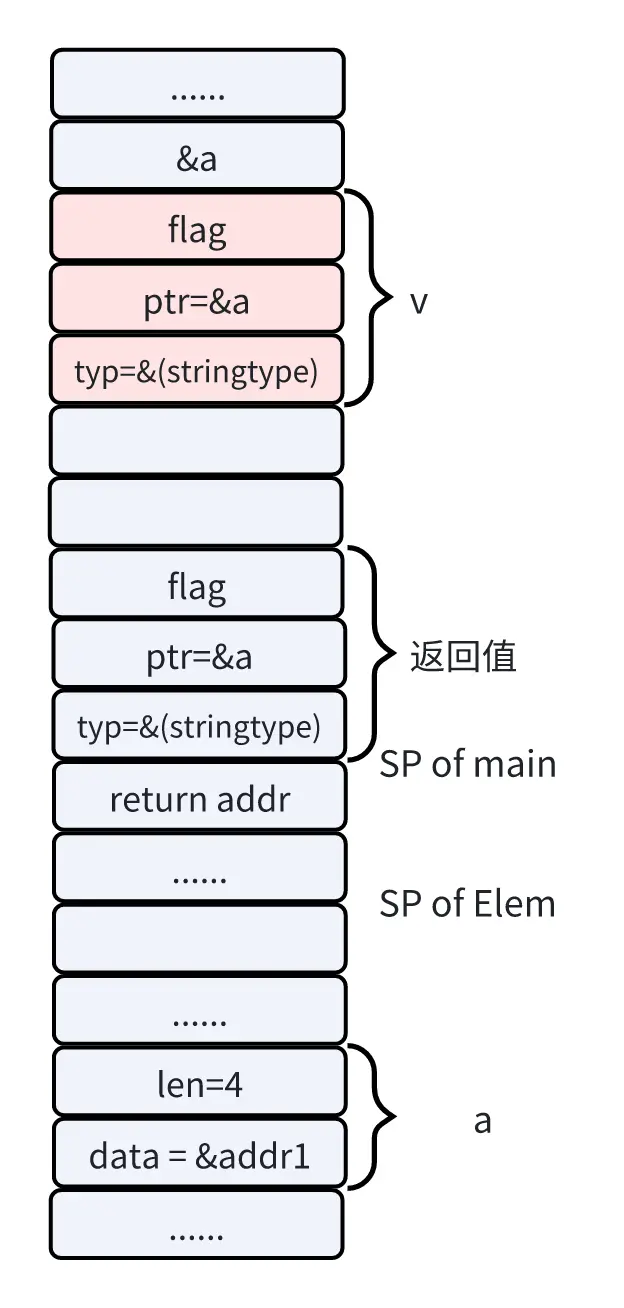 ......
&a
flag
ptr=&a
v
typ=&(stringtype)
flag
ptr=&a
返回值
typ=&(stringtype)
SP of main
return addr
......
SP of Elem
......
len=4
a
data = &addr1
......